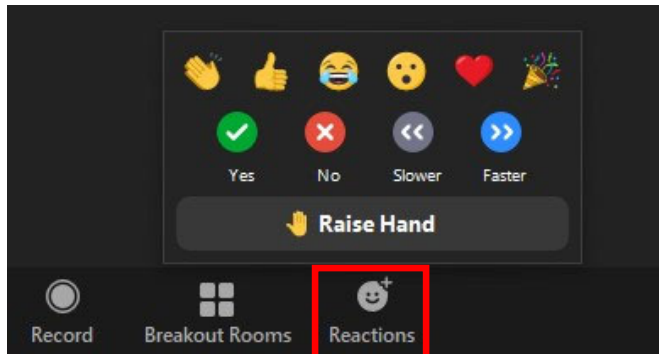 Yes No Slower Faster
Raise Hand
Record Breakout Rooms Reactions